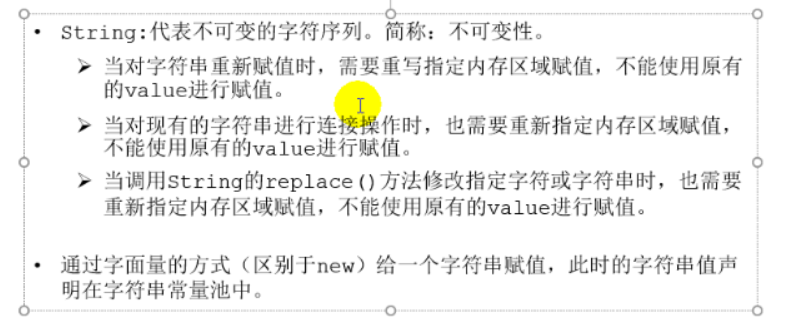 • String:代表不可变的字符序列。简称：不可变性。
➢ 当对字符串重新赋值时，需要重写指定内存区域赋值，不能使用原有
的value进行赋值。
➢ 当对现有的字符串进行连接操作时，也需要重新指定内存区域赋值，
不能使用原有的value进行赋值。
➢ 当调用String的replace()方法修改指定字符或字符串时，也需要
重新指定内存区域赋值，不能使用原有的value进行赋值。
• 通过字面量的方式（区别于new）给一个字符串赋值，此时的字符串值声
明在字符串常量池中。